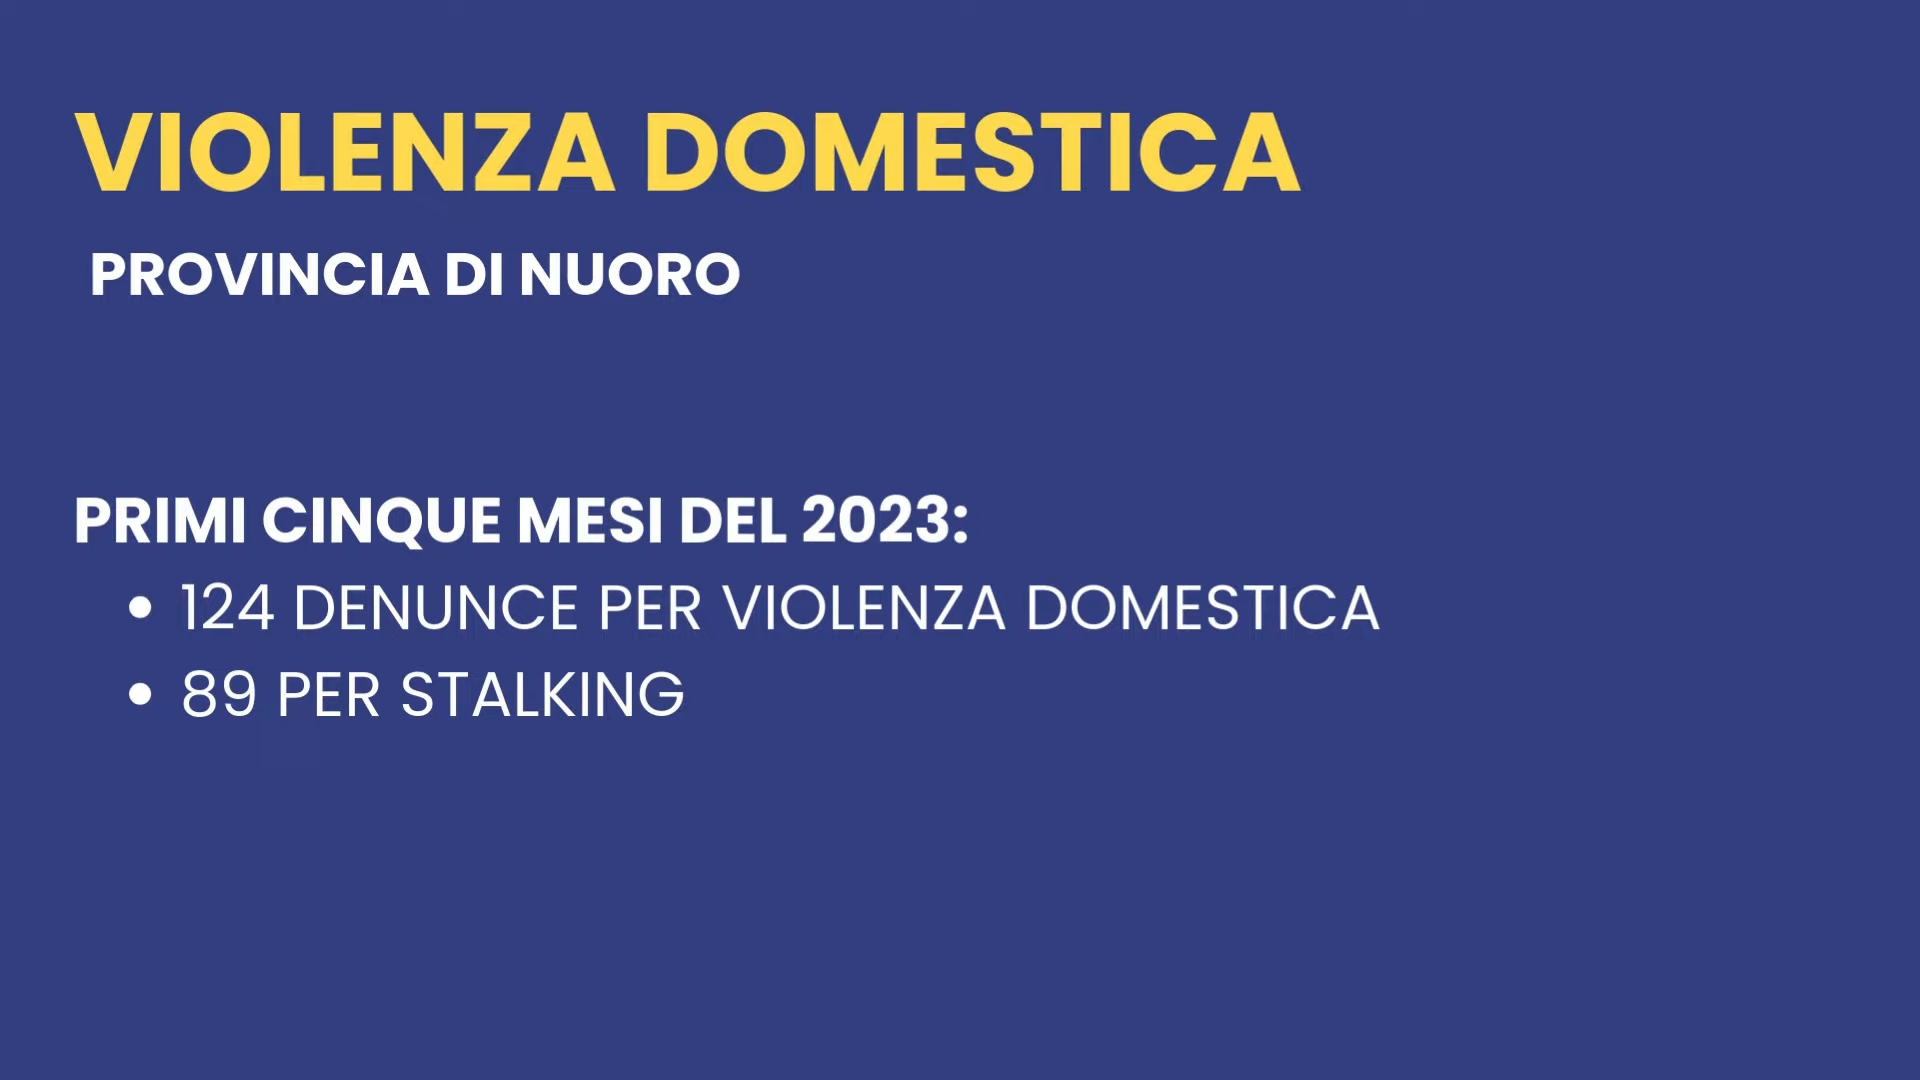 VIOLENZA DOMESTICA
PROVINCIA DI NUORO
PRIMI CINQUE MESI DEL 2023:
• 124 DENUNCE PER VIOLENZA DOMESTICA
• 89 PER STALKING